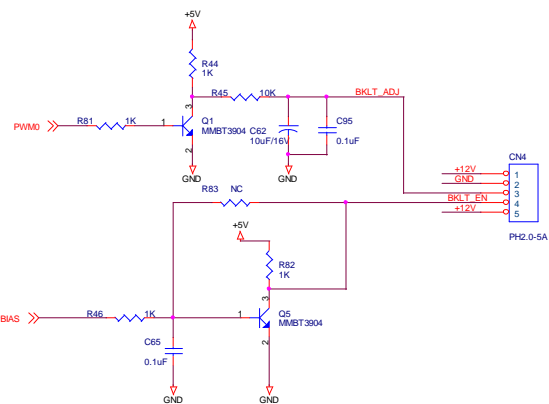 +5V
R44
1K
R45 10K
BKLT_ADJ
3
R81 1K
1
Q1
MMBT3904
C62
10uF/16V
C95
0.1uF
PWM0
2
GND
GND
CN4
+12V 1
GND 2
3
BKLT_EN 4
+12V 5
PH2.0-5A
R83 NC
+5V
R82
1K
3
BIAS
R46 1K
1
Q5
MMBT3904
2
C65
0.1uF
GND
GND